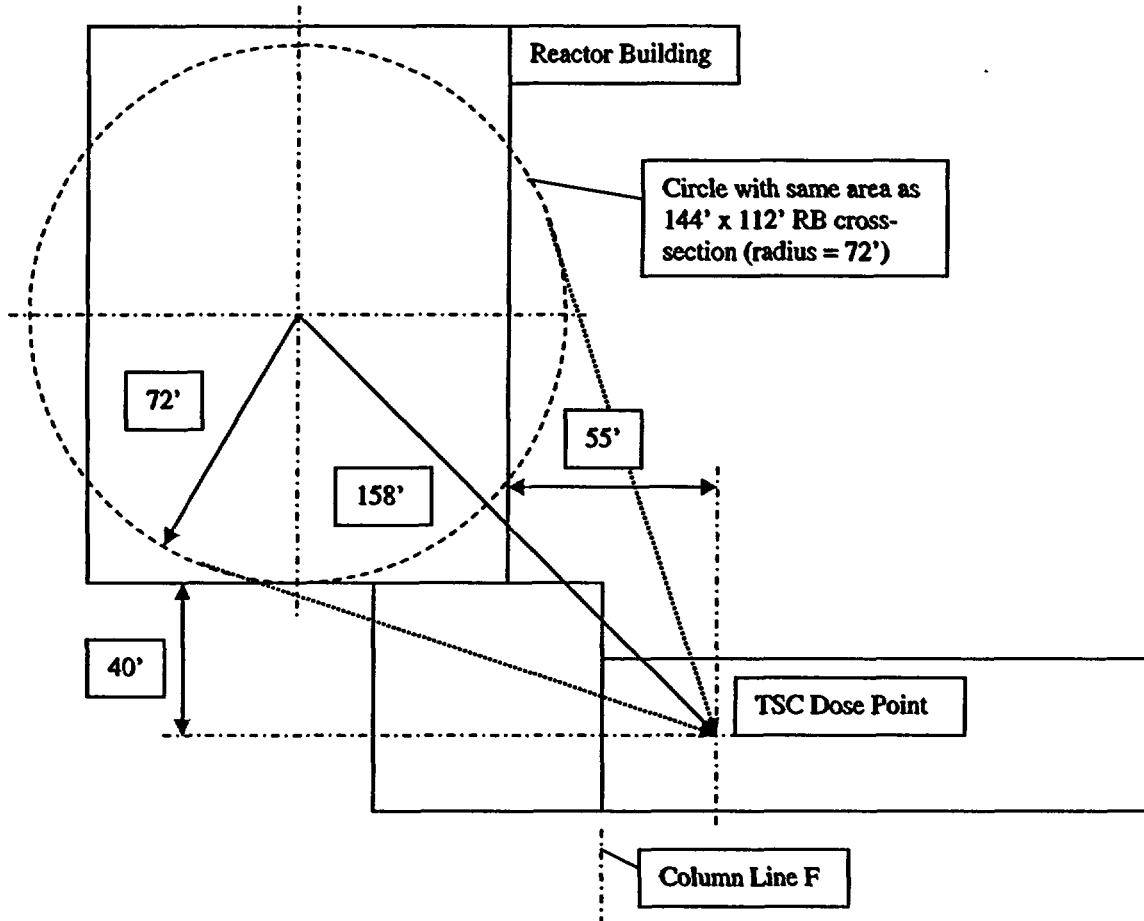 Reactor Building
Circle with same area as
144' x 112' RB cross-
section (radius = 72')
72'
55'
158'
40'
TSC Dose Point
Column Line F